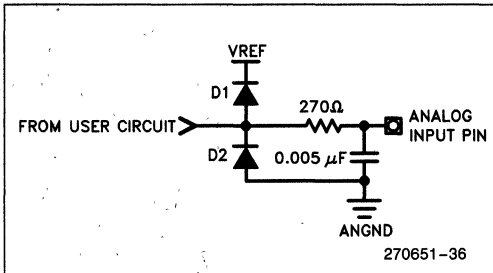 VREF
D1
270Ω
FROM USER CIRCUIT
ANALOG
INPUT PIN
D2
0.005 μF
ANGND
270651-36